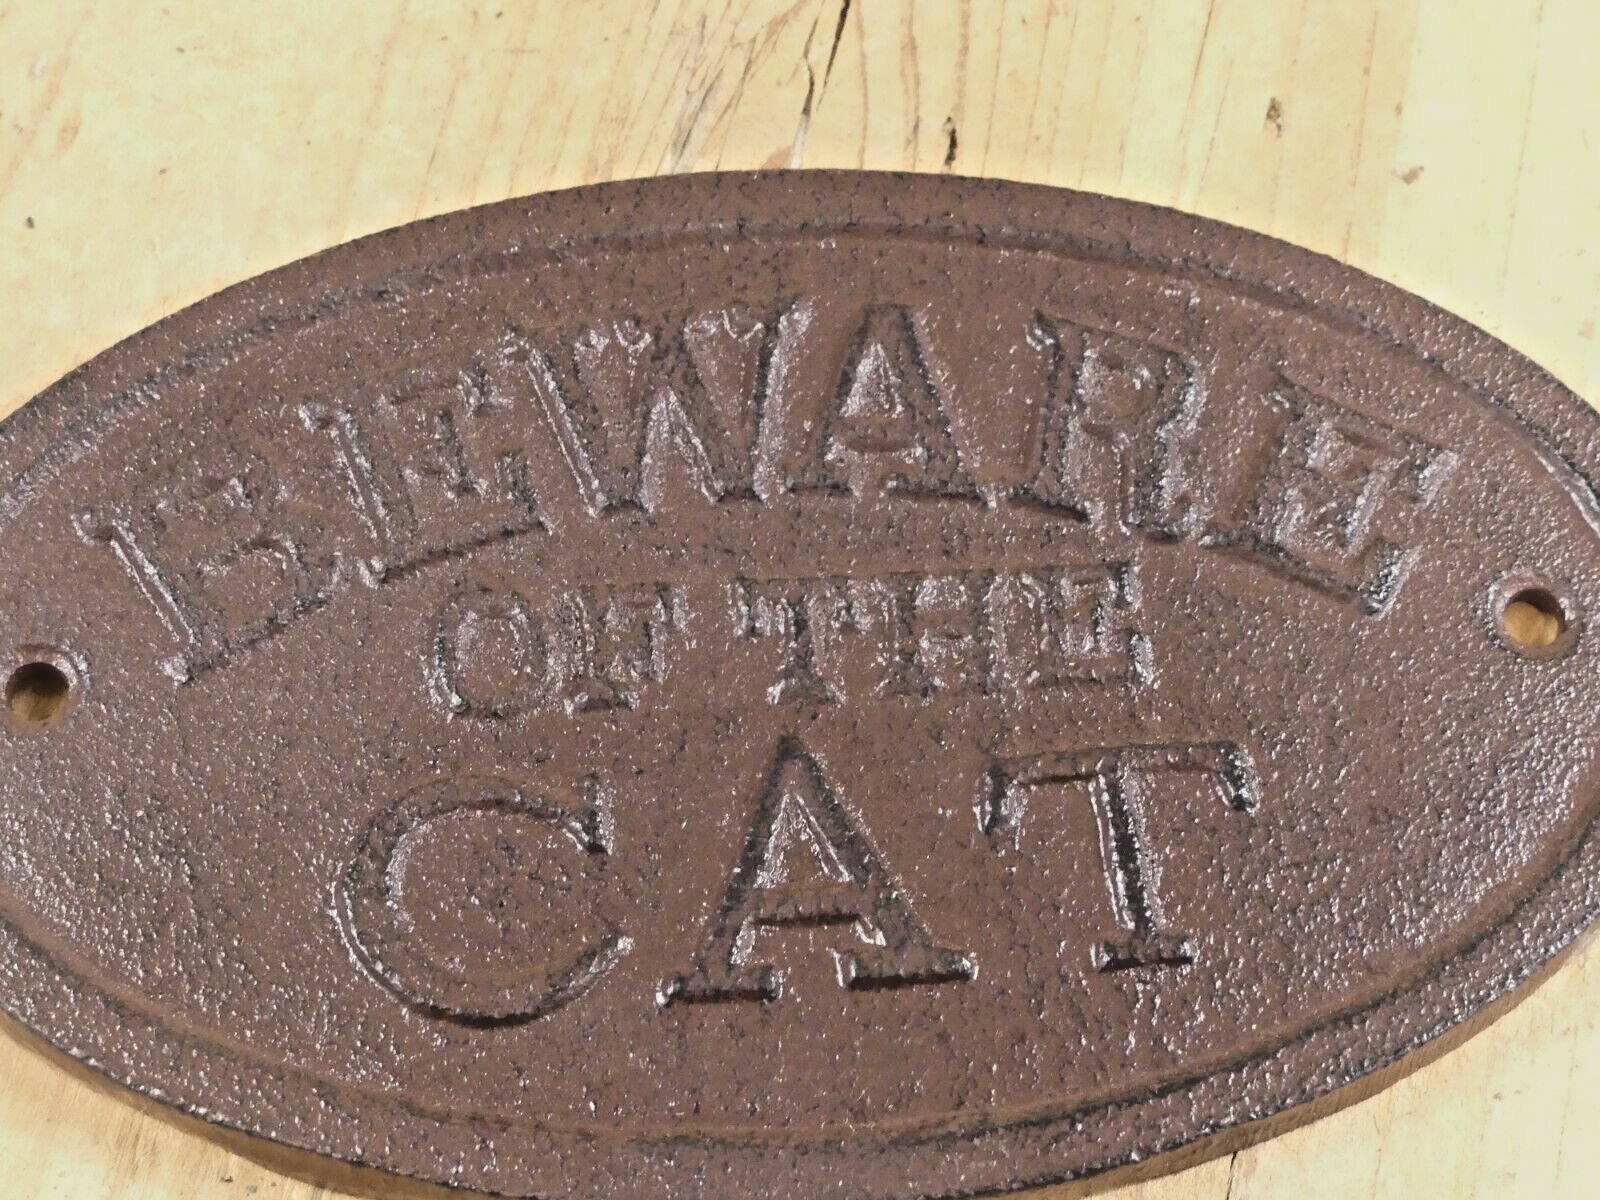 BEWARE
OF THE
CAT